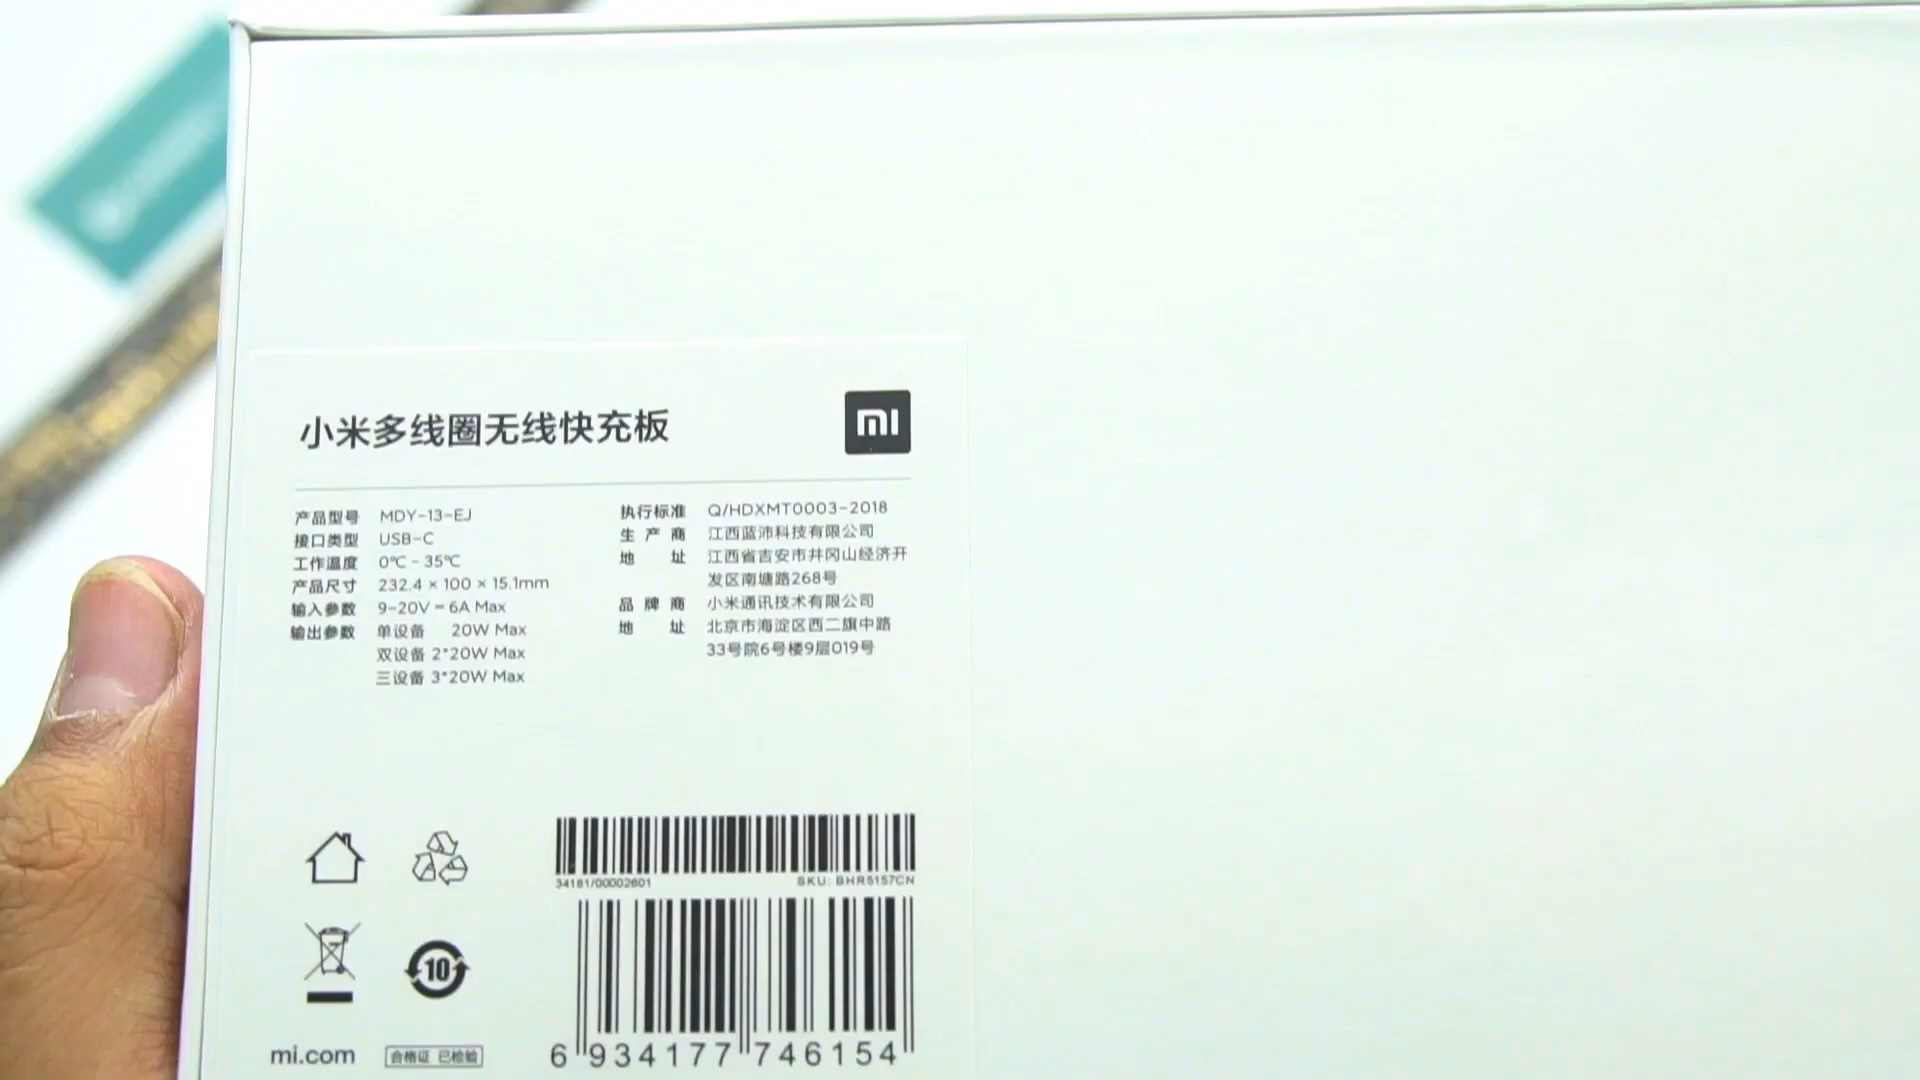 小米多线圈无线快充板
mi
产品型号 MDY-13-EJ
接口类型 USB-C
工作温度 0℃ - 35℃
产品尺寸 232.4 × 100 × 15.1mm
输入参数 9-20V = 6A Max
输出参数 单设备 20W Max
双设备 2*20W Max
三设备 3*20W Max
执行标准 Q/HDXMT0003-2018
生产商 江西蓝沛科技有限公司
地址 江西省吉安市井冈山经济开
发区南塘路268号
品牌商 小米通讯技术有限公司
地址 北京市海淀区西二旗中路
33号院6号楼9层019号
34181/00002601 SKU: BHR5157CN
10
6 934177 746154
mi.com
合格证 已检验